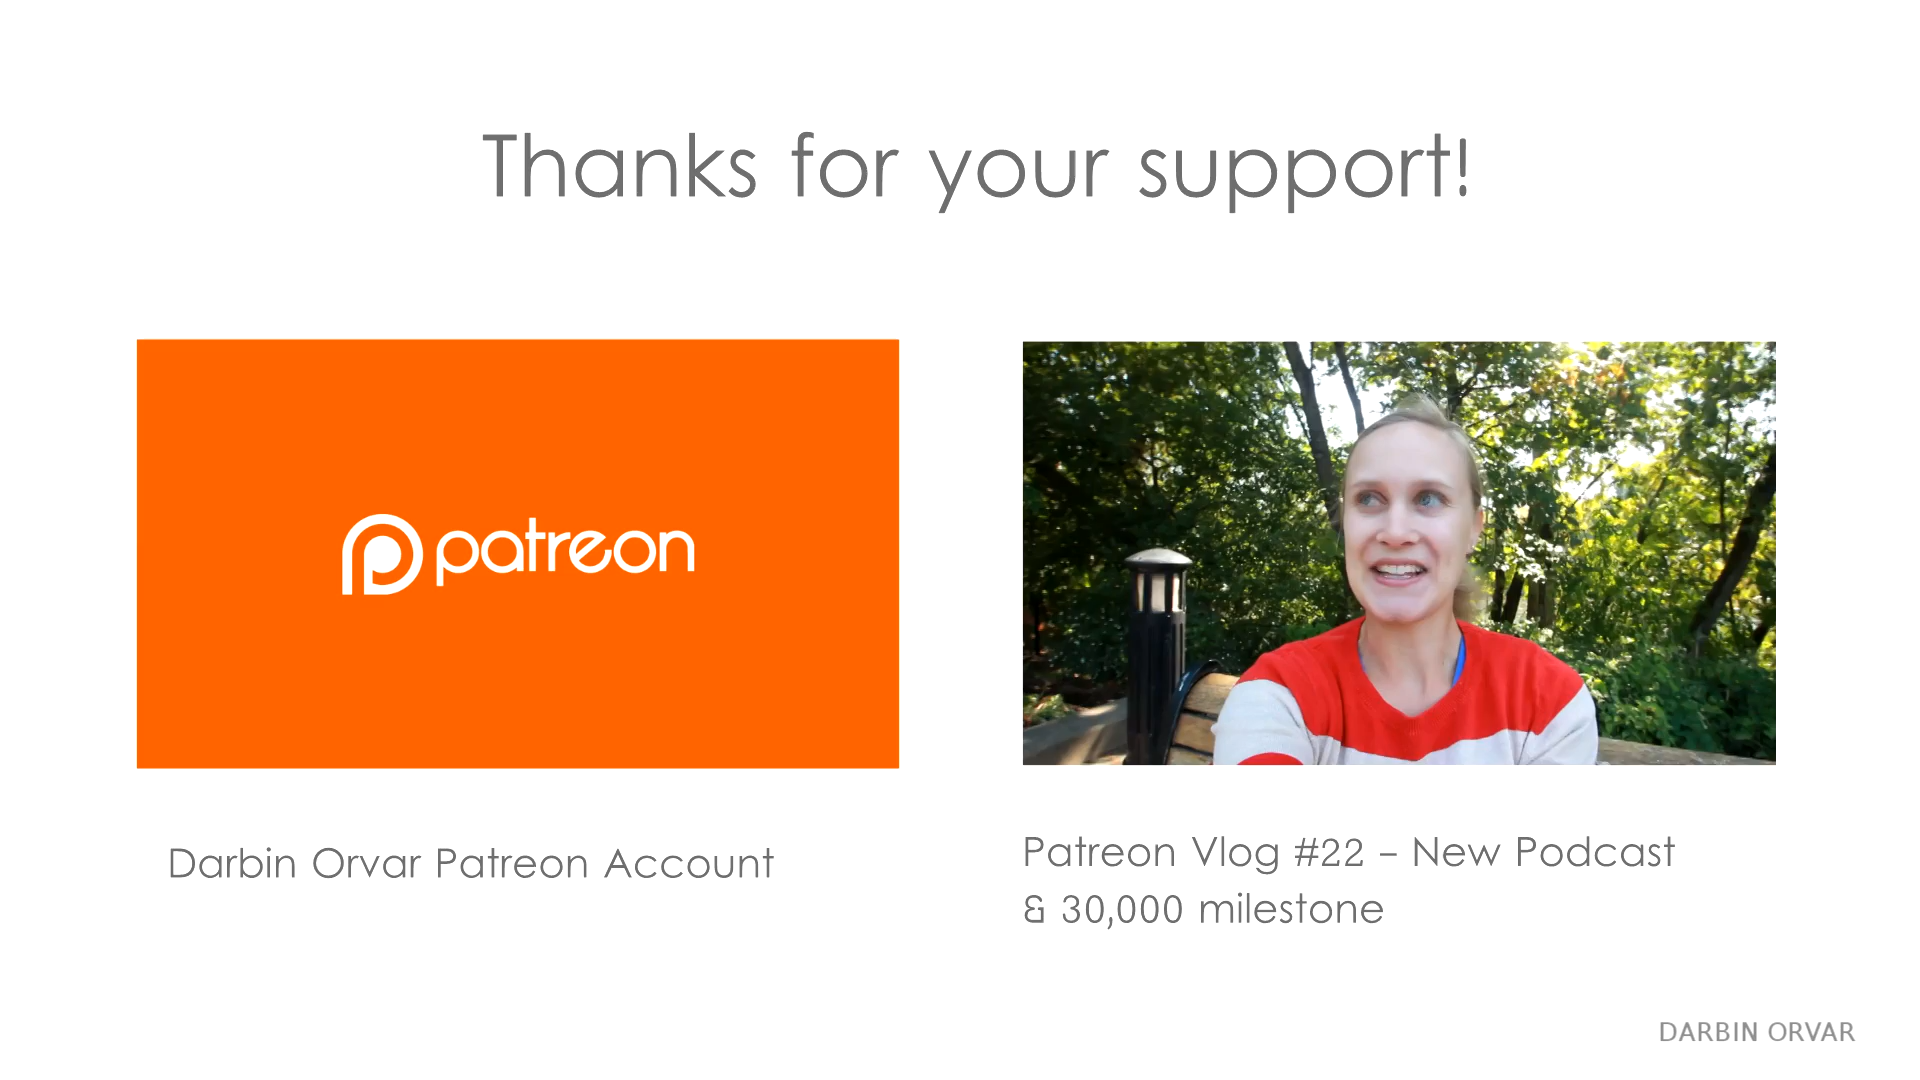 Thanks for your support!
patreon
Darbin Orvar Patreon Account
Patreon Vlog #22 – New Podcast
& 30,000 milestone
DARBIN ORVAR